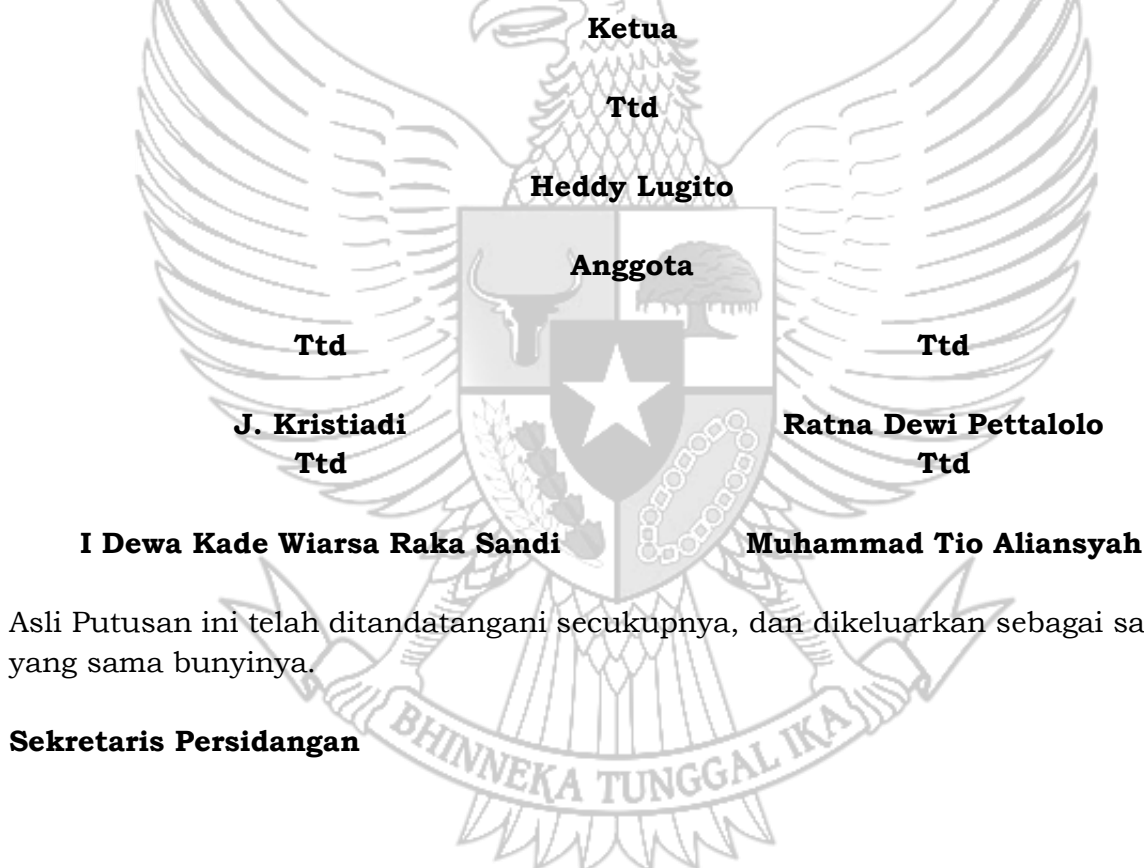 Ketua
Ttd
Heddy Lugito
Anggota
Ttd Ttd
J. Kristiadi Ratna Dewi Pettalolo
Ttd Ttd
I Dewa Kade Wiarsa Raka Sandi Muhammad Tio Aliansyah
Asli Putusan ini telah ditandatangani secukupnya, dan dikeluarkan sebagai sa
yang sama bunyinya.
Sekretaris Persidangan
BHINNEKA TUNGGAL IKA